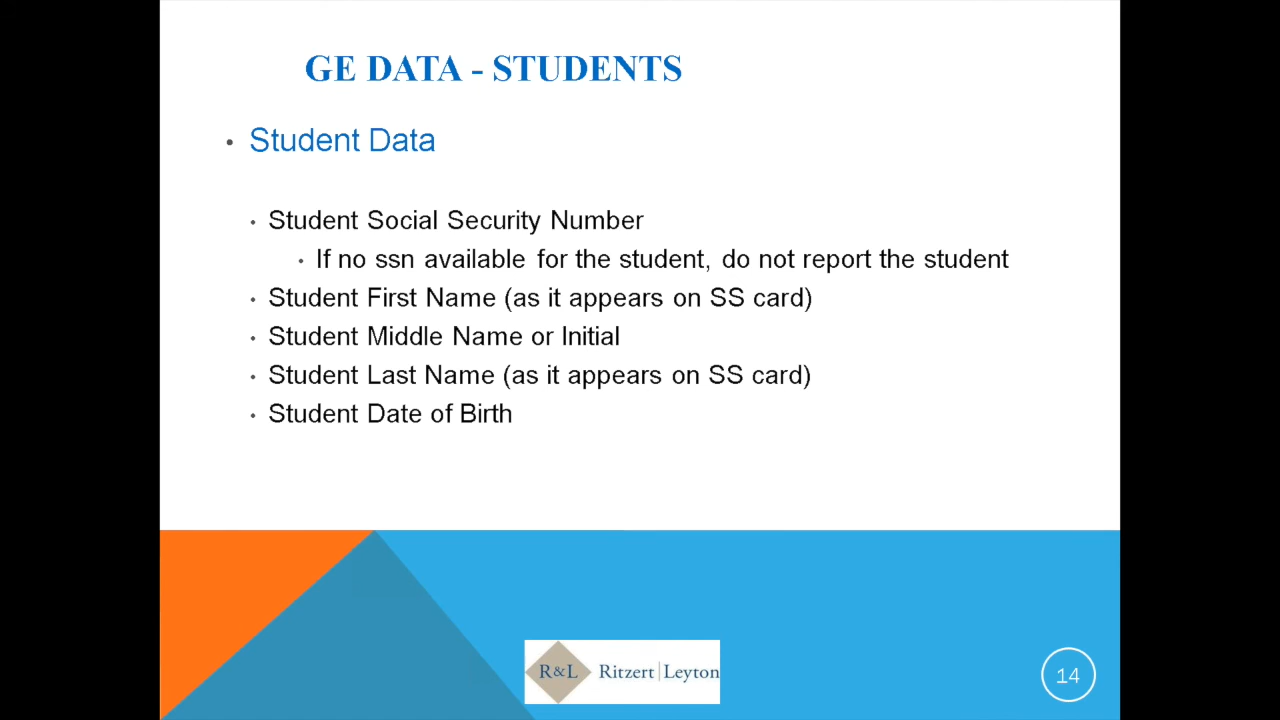 GE DATA - STUDENTS
• Student Data
• Student Social Security Number
• If no ssn available for the student, do not report the student
• Student First Name (as it appears on SS card)
• Student Middle Name or Initial
• Student Last Name (as it appears on SS card)
• Student Date of Birth
R&L Ritzert|Leyton
14